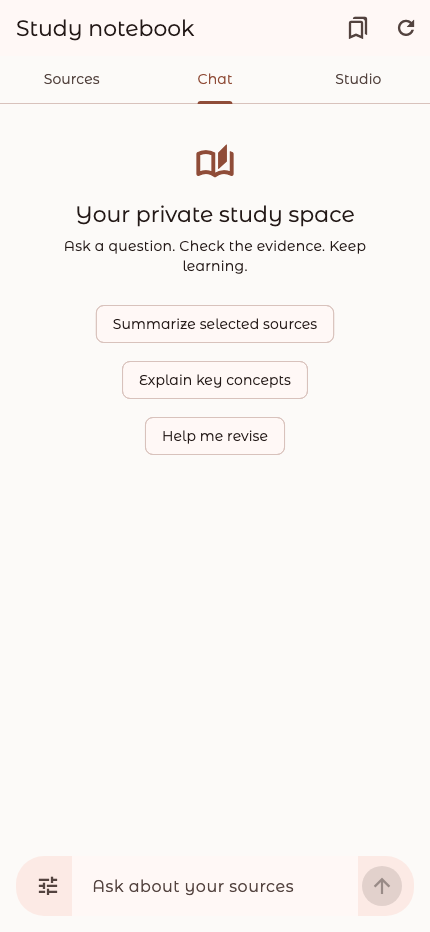 Study notebook
Sources
Chat
Studio
Your private study space
Ask a question. Check the evidence. Keep
learning.
Summarize selected sources
Explain key concepts
Help me revise
Ask about your sources